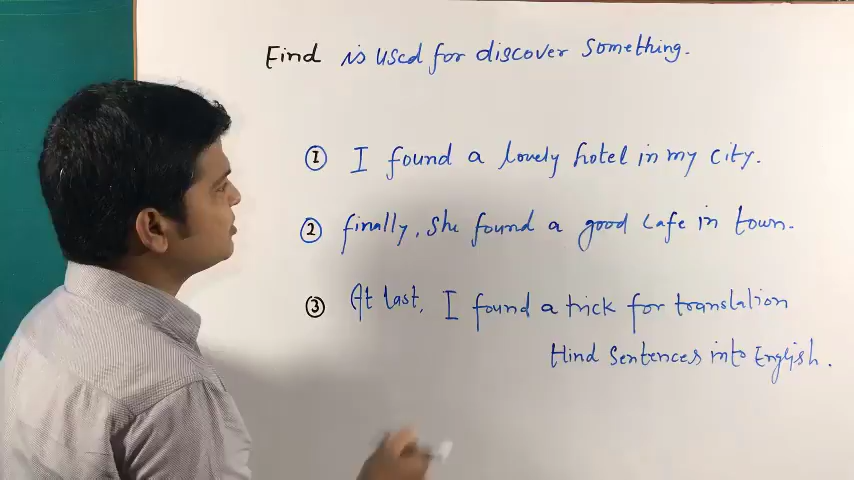 Find is used for discover something.
① I found a lovely hotel in my city.
② finally, she found a good cafe in town.
③ At last, I found a trick for translation
Hind sentences into English.